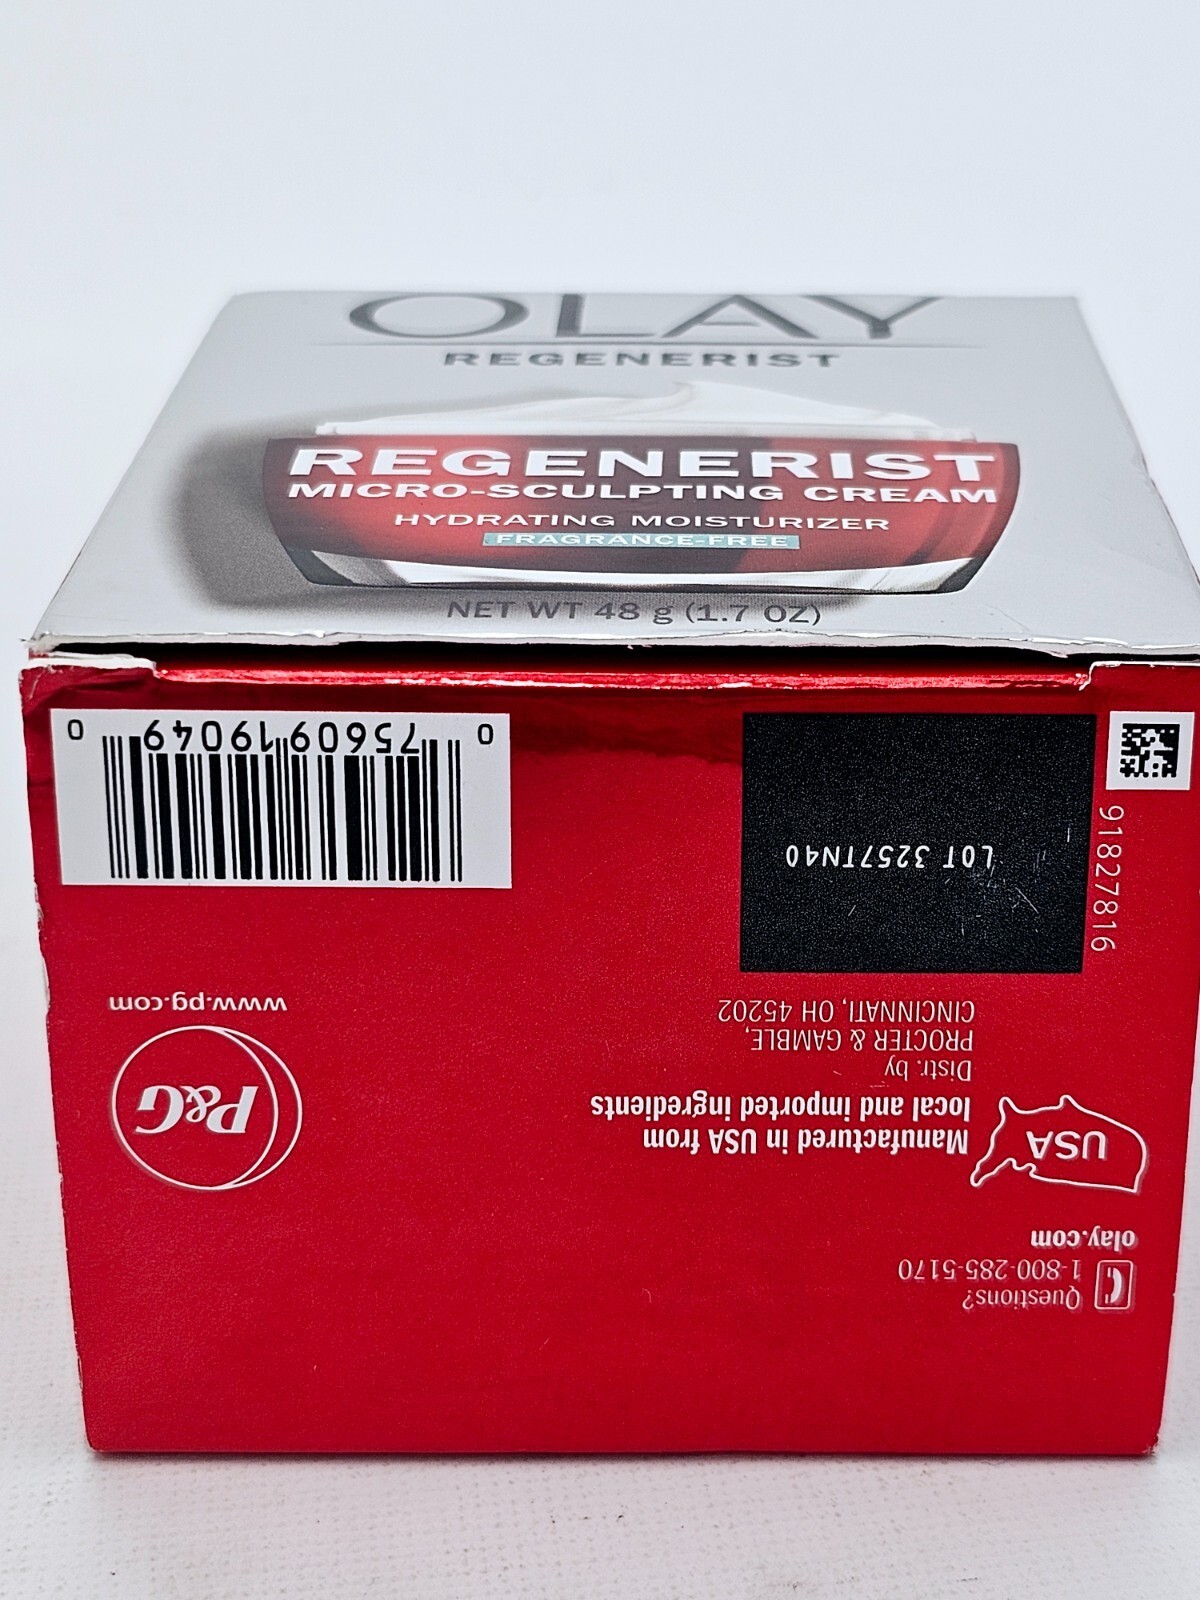 OLAY
REGENERIST
REGENERIST
MICRO-SCULPTING CREAM
HYDRATING MOISTURIZER
FRAGRANCE-FREE
NET WT 48 g (1.7 OZ)
Questions?
1-800-285-5170
olay.com
USA
Manufactured in USA from
local and imported ingredients
Distr. by
PROCTER & GAMBLE,
CINCINNATI, OH 45202
P&G
www.pg.com
91827816
LOT 3257TN40
0 75609 19049 0